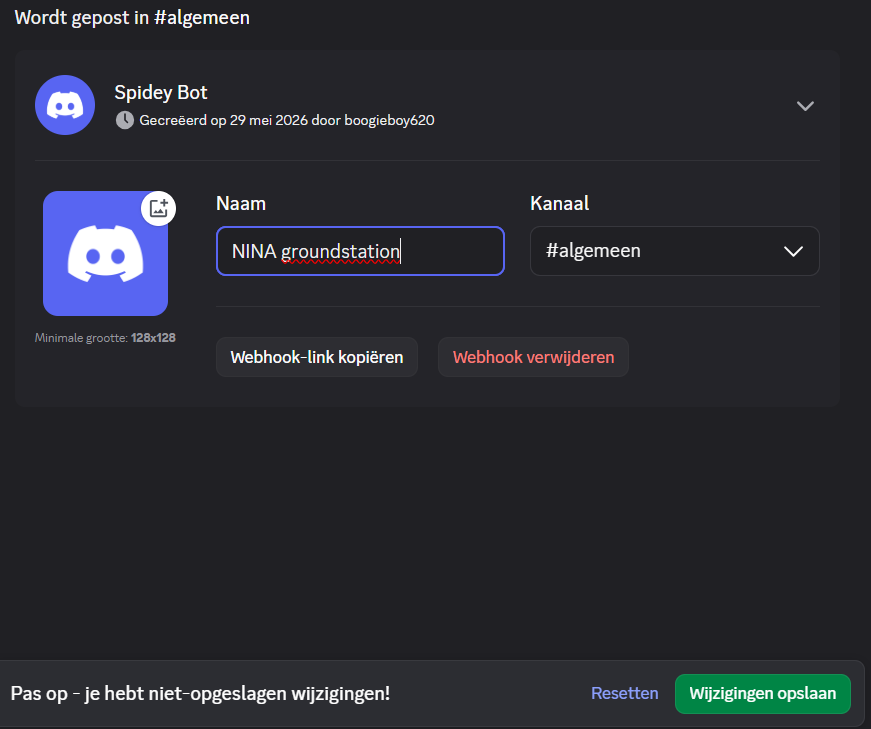 Wordt gepost in #algemeen
Spidey Bot
Gecreëerd op 29 mei 2026 door boogieboy620
Naam
Kanaal
NINA groundstation
#algemeen
Minimale grootte: 128x128
Webhook-link kopiëren
Webhook verwijderen
Pas op - je hebt niet-opgeslagen wijzigingen!
Resetten
Wijzigingen opslaan